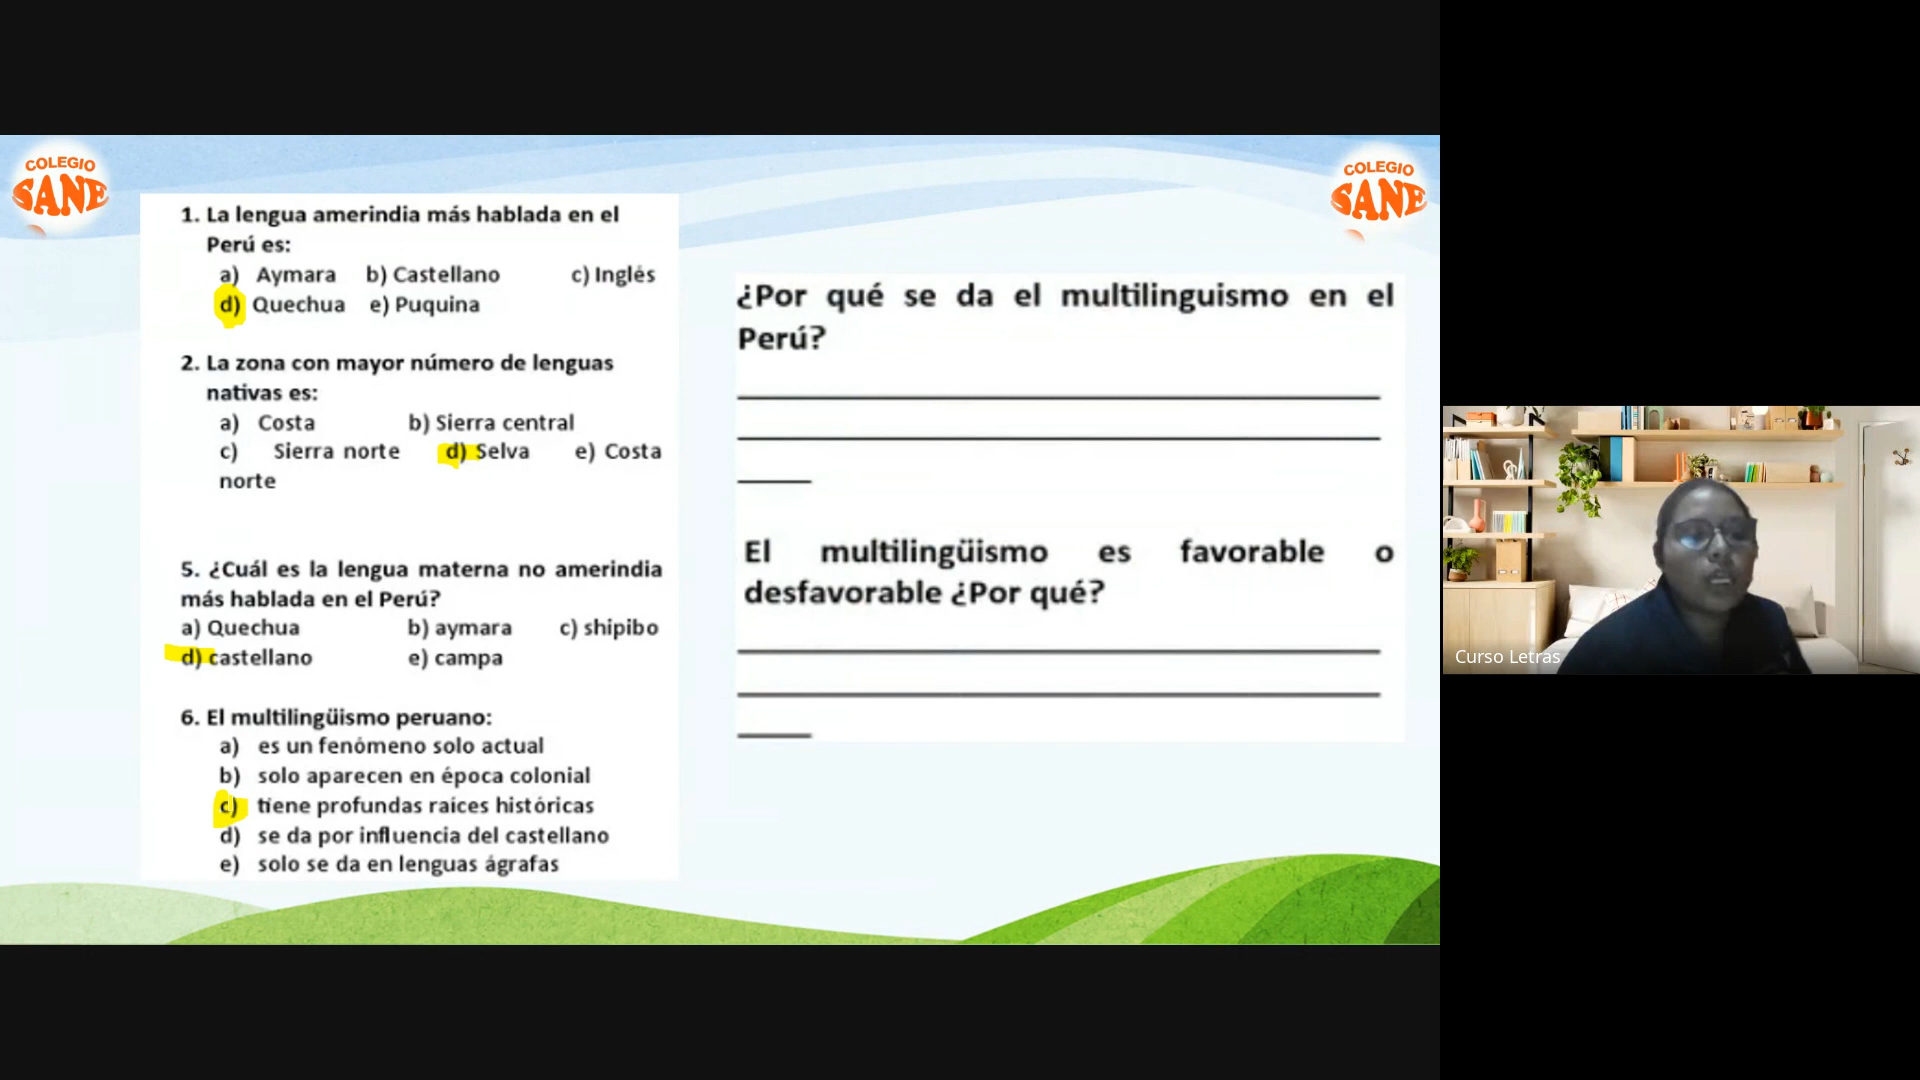 COLEGIO
SANE
COLEGIO
SANE
1. La lengua amerindia más hablada en el
Perú es:
a) Aymara b) Castellano c) Inglés
d) Quechua e) Puquina
2. La zona con mayor número de lenguas
nativas es:
a) Costa b) Sierra central
c) Sierra norte d) Selva e) Costa
norte
5. ¿Cuál es la lengua materna no amerindia
más hablada en el Perú?
a) Quechua b) aymara c) shipibo
d) castellano e) campa
6. El multilingüismo peruano:
a) es un fenómeno solo actual
b) solo aparecen en época colonial
c) tiene profundas raíces históricas
d) se da por influencia del castellano
e) solo se da en lenguas ágrafas
¿Por qué se da el multilinguismo en el
Perú?
El multilingüismo es favorable o
desfavorable ¿Por qué?
Curso Letras